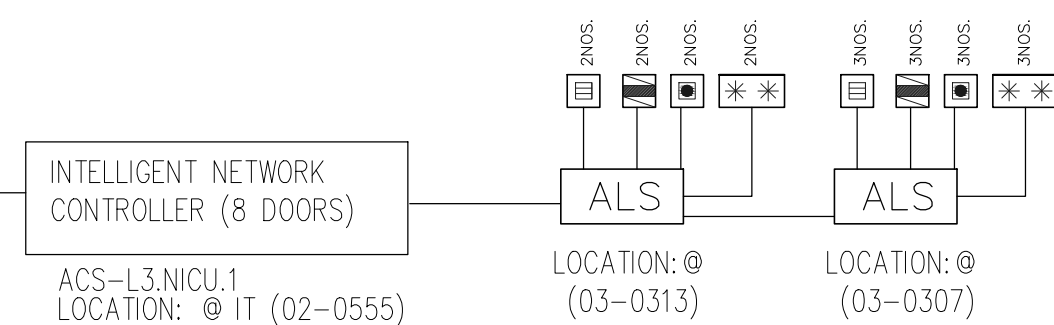 2NOS.
2NOS.
2NOS.
2NOS.
3NOS.
3NOS.
3NOS.
3NOS.
INTELLIGENT NETWORK
CONTROLLER (8 DOORS)
ALS
ALS
ACS-L3.NICU.1
LOCATION: @ IT (02-0555)
LOCATION: @
(03-0313)
LOCATION: @
(03-0307)